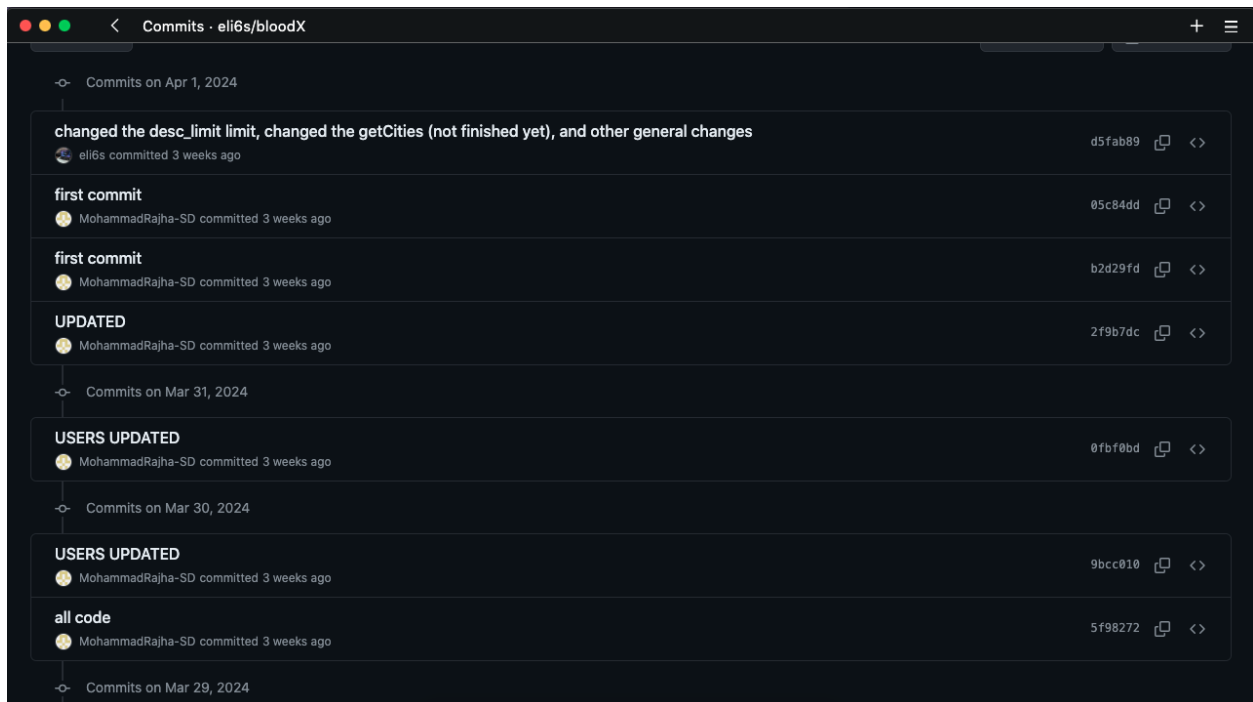 Commits · eli6s/bloodX
Commits on Apr 1, 2024
changed the desc_limit limit, changed the getCities (not finished yet), and other general changes
eli6s committed 3 weeks ago
d5fab89
first commit
MohammadRajha-SD committed 3 weeks ago
05c84dd
first commit
MohammadRajha-SD committed 3 weeks ago
b2d29fd
UPDATED
MohammadRajha-SD committed 3 weeks ago
2f9b7dc
Commits on Mar 31, 2024
USERS UPDATED
MohammadRajha-SD committed 3 weeks ago
0fbf0bd
Commits on Mar 30, 2024
USERS UPDATED
MohammadRajha-SD committed 3 weeks ago
9bcc010
all code
MohammadRajha-SD committed 3 weeks ago
5f98272
Commits on Mar 29, 2024